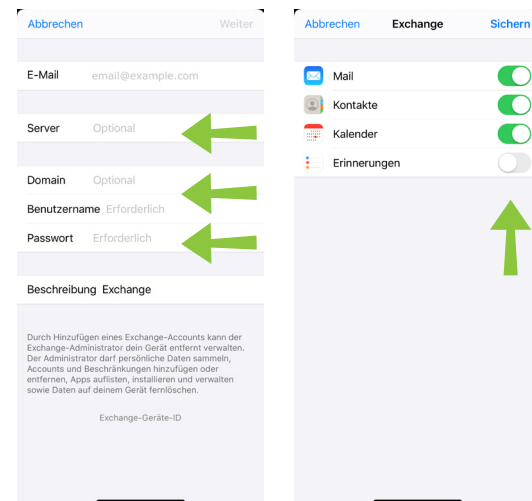 Abbrechen Weiter
E-Mail email@example.com
Server Optional
Domain Optional
Benutzername Erforderlich
Passwort Erforderlich
Beschreibung Exchange
Durch Hinzufügen eines Exchange-Accounts kann der
Exchange-Administrator dein Gerät entfernt verwalten.
Der Administrator darf persönliche Daten sammeln,
Accounts und Beschränkungen hinzufügen oder
entfernen, Apps auflisten, installieren und verwalten
sowie Daten auf deinem Gerät fernlöschen.
Exchange-Geräte-ID
Abbrechen Exchange Sichern
Mail
Kontakte
Kalender
Erinnerungen